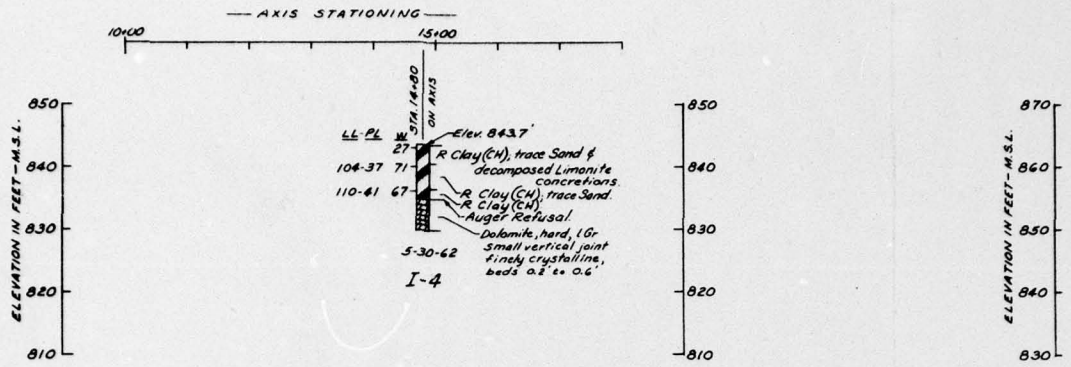 AXIS STATIONING
10+00 15+00
STA. 14+80
ON AXIS
850 850 870
LL-PL W Elev. 843.7'
27 R Clay (CH), trace Sand &
840 104-37 71 decomposed Limonite 840 860
concretions.
110-41 67 R Clay (CH); trace Sand.
R Clay (CH)
Auger Refusal.
830 Dolomite, hard, l Gr 830 850
small vertical joint
5-30-62 finely crystalline,
beds 0.2' to 0.6'
I-4
820 820 840
810 810 830
ELEVATION IN FEET-M.S.L.
ELEVATION IN FEET-M.S.L.